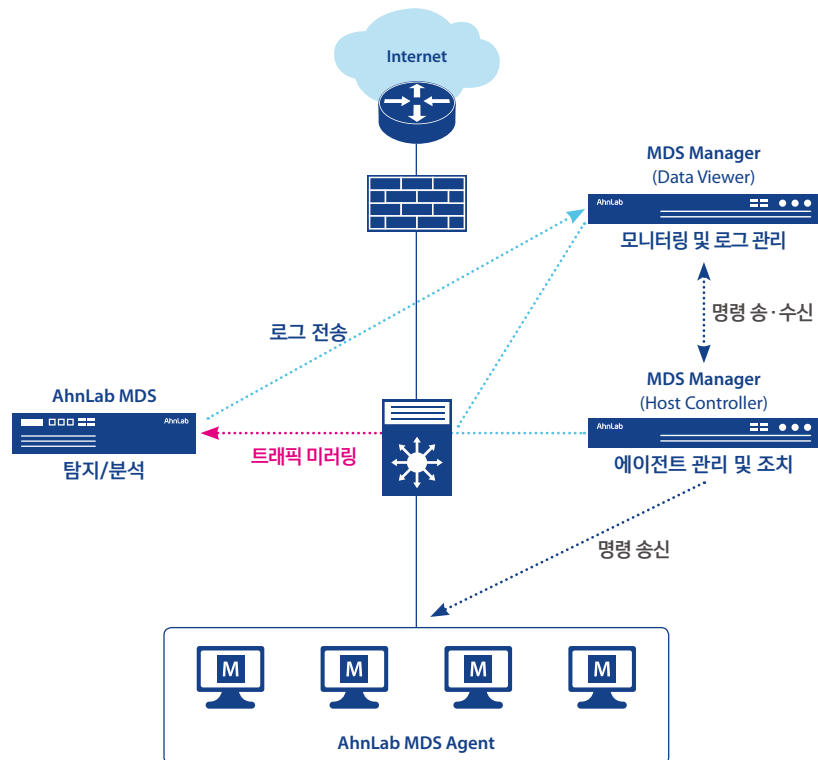 Internet
MDS Manager
(Data Viewer)
AhnLab
모니터링 및 로그 관리
로그 전송
명령 송·수신
AhnLab MDS
AhnLab
탐지/분석
트래픽 미러링
MDS Manager
(Host Controller)
AhnLab
에이전트 관리 및 조치
명령 송신
M
M
M
M
AhnLab MDS Agent